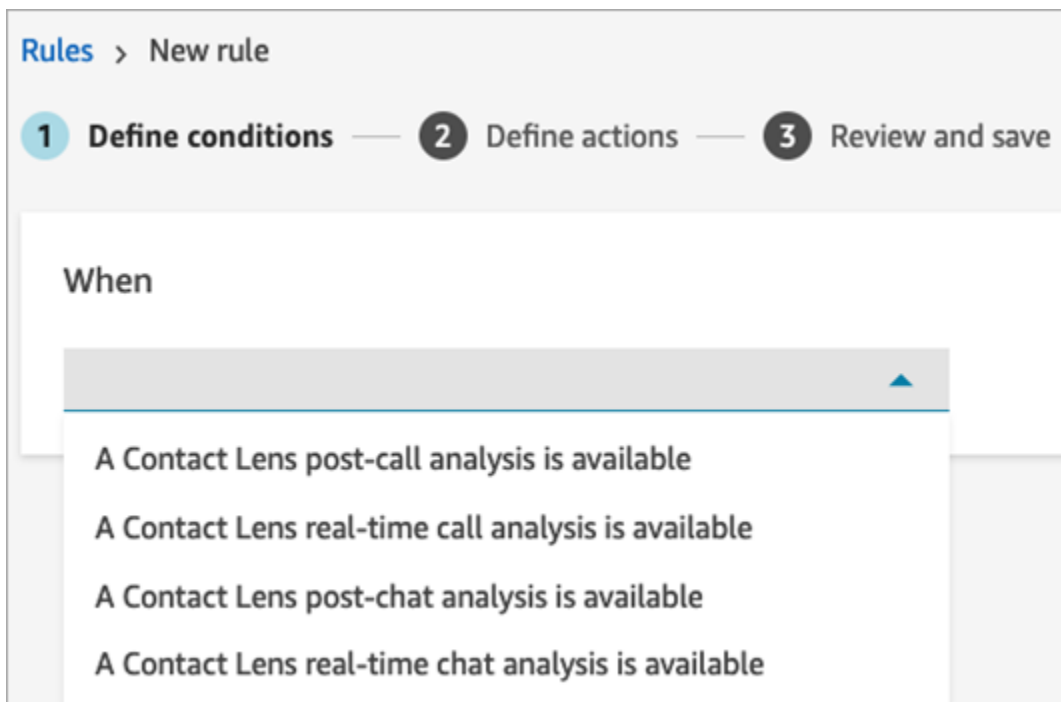 Rules > New rule
1 Define conditions 2 Define actions 3 Review and save
When
A Contact Lens post-call analysis is available
A Contact Lens real-time call analysis is available
A Contact Lens post-chat analysis is available
A Contact Lens real-time chat analysis is available